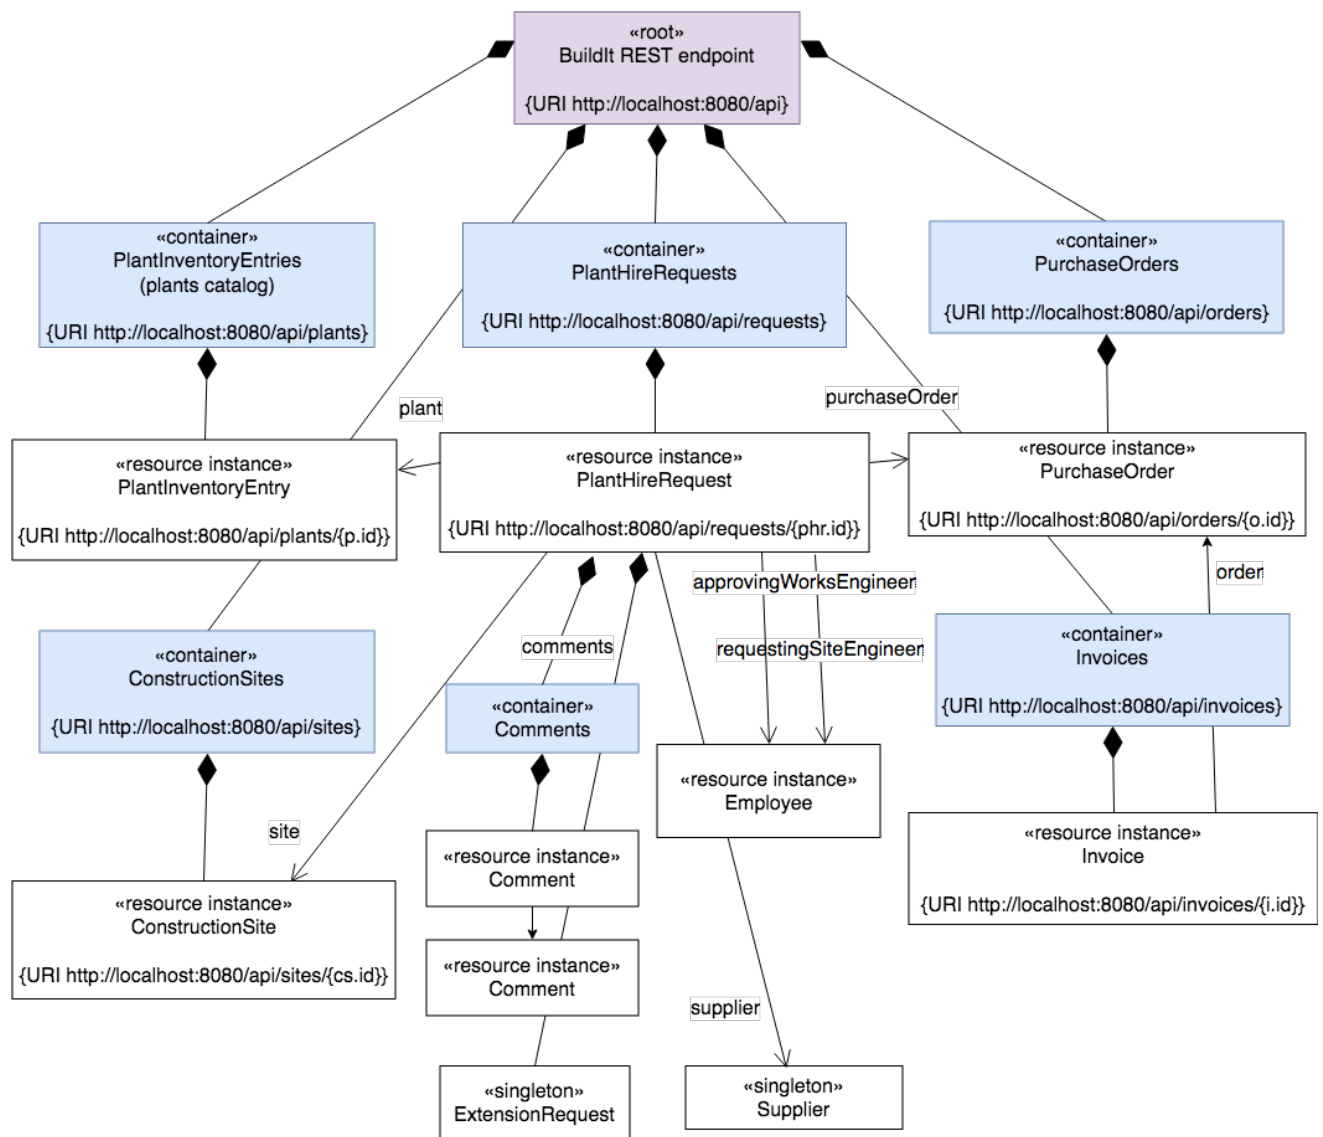 «root»
BuildIt REST endpoint
{URI http://localhost:8080/api}
«container»
PlantInventoryEntries
(plants catalog)
{URI http://localhost:8080/api/plants}
«container»
PlantHireRequests
{URI http://localhost:8080/api/requests}
«container»
PurchaseOrders
{URI http://localhost:8080/api/orders}
plant
purchaseOrder
«resource instance»
PlantInventoryEntry
{URI http://localhost:8080/api/plants/{p.id}}
«resource instance»
PlantHireRequest
{URI http://localhost:8080/api/requests/{phr.id}}
«resource instance»
PurchaseOrder
{URI http://localhost:8080/api/orders/{o.id}}
approvingWorksEngineer
order
comments
requestingSiteEngineer
«container»
ConstructionSites
{URI http://localhost:8080/api/sites}
«container»
Comments
«container»
Invoices
{URI http://localhost:8080/api/invoices}
«resource instance»
Employee
site
«resource instance»
Comment
«resource instance»
Invoice
{URI http://localhost:8080/api/invoices/{i.id}}
«resource instance»
ConstructionSite
{URI http://localhost:8080/api/sites/{cs.id}}
«resource instance»
Comment
supplier
«singleton»
ExtensionRequest
«singleton»
Supplier